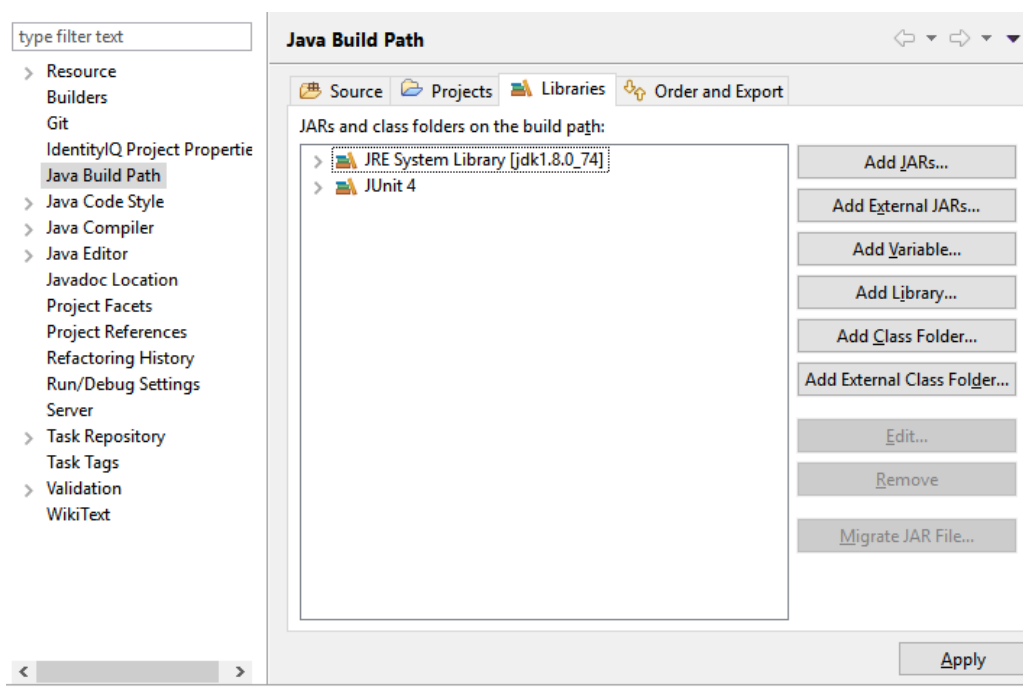 type filter text
Resource
Builders
Git
IdentityIQ Project Propertie
Java Build Path
Java Code Style
Java Compiler
Java Editor
Javadoc Location
Project Facets
Project References
Refactoring History
Run/Debug Settings
Server
Task Repository
Task Tags
Validation
WikiText
Java Build Path
Source Projects Libraries Order and Export
JARs and class folders on the build path:
JRE System Library [jdk1.8.0_74]
JUnit 4
Add JARs...
Add External JARs...
Add Variable...
Add Library...
Add Class Folder...
Add External Class Folder...
Edit...
Remove
Migrate JAR File...
Apply